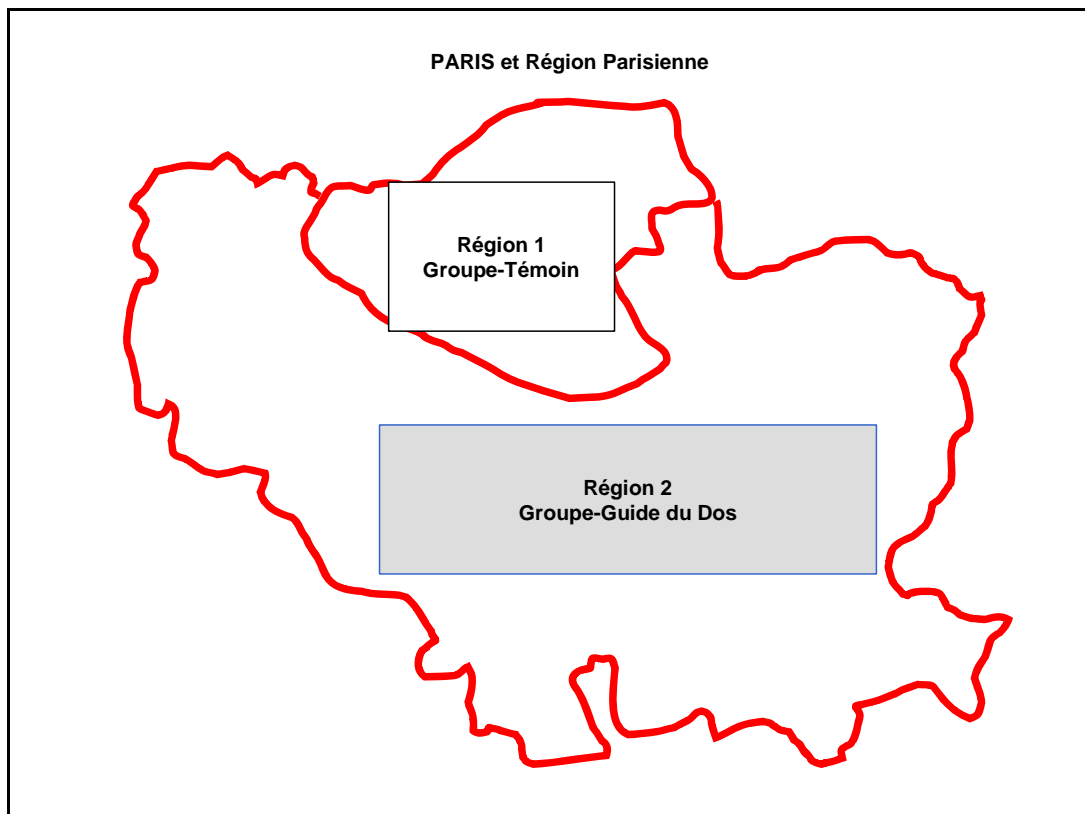 PARIS et Région Parisienne
Région 1
Groupe-Témoin
Région 2
Groupe-Guide du Dos